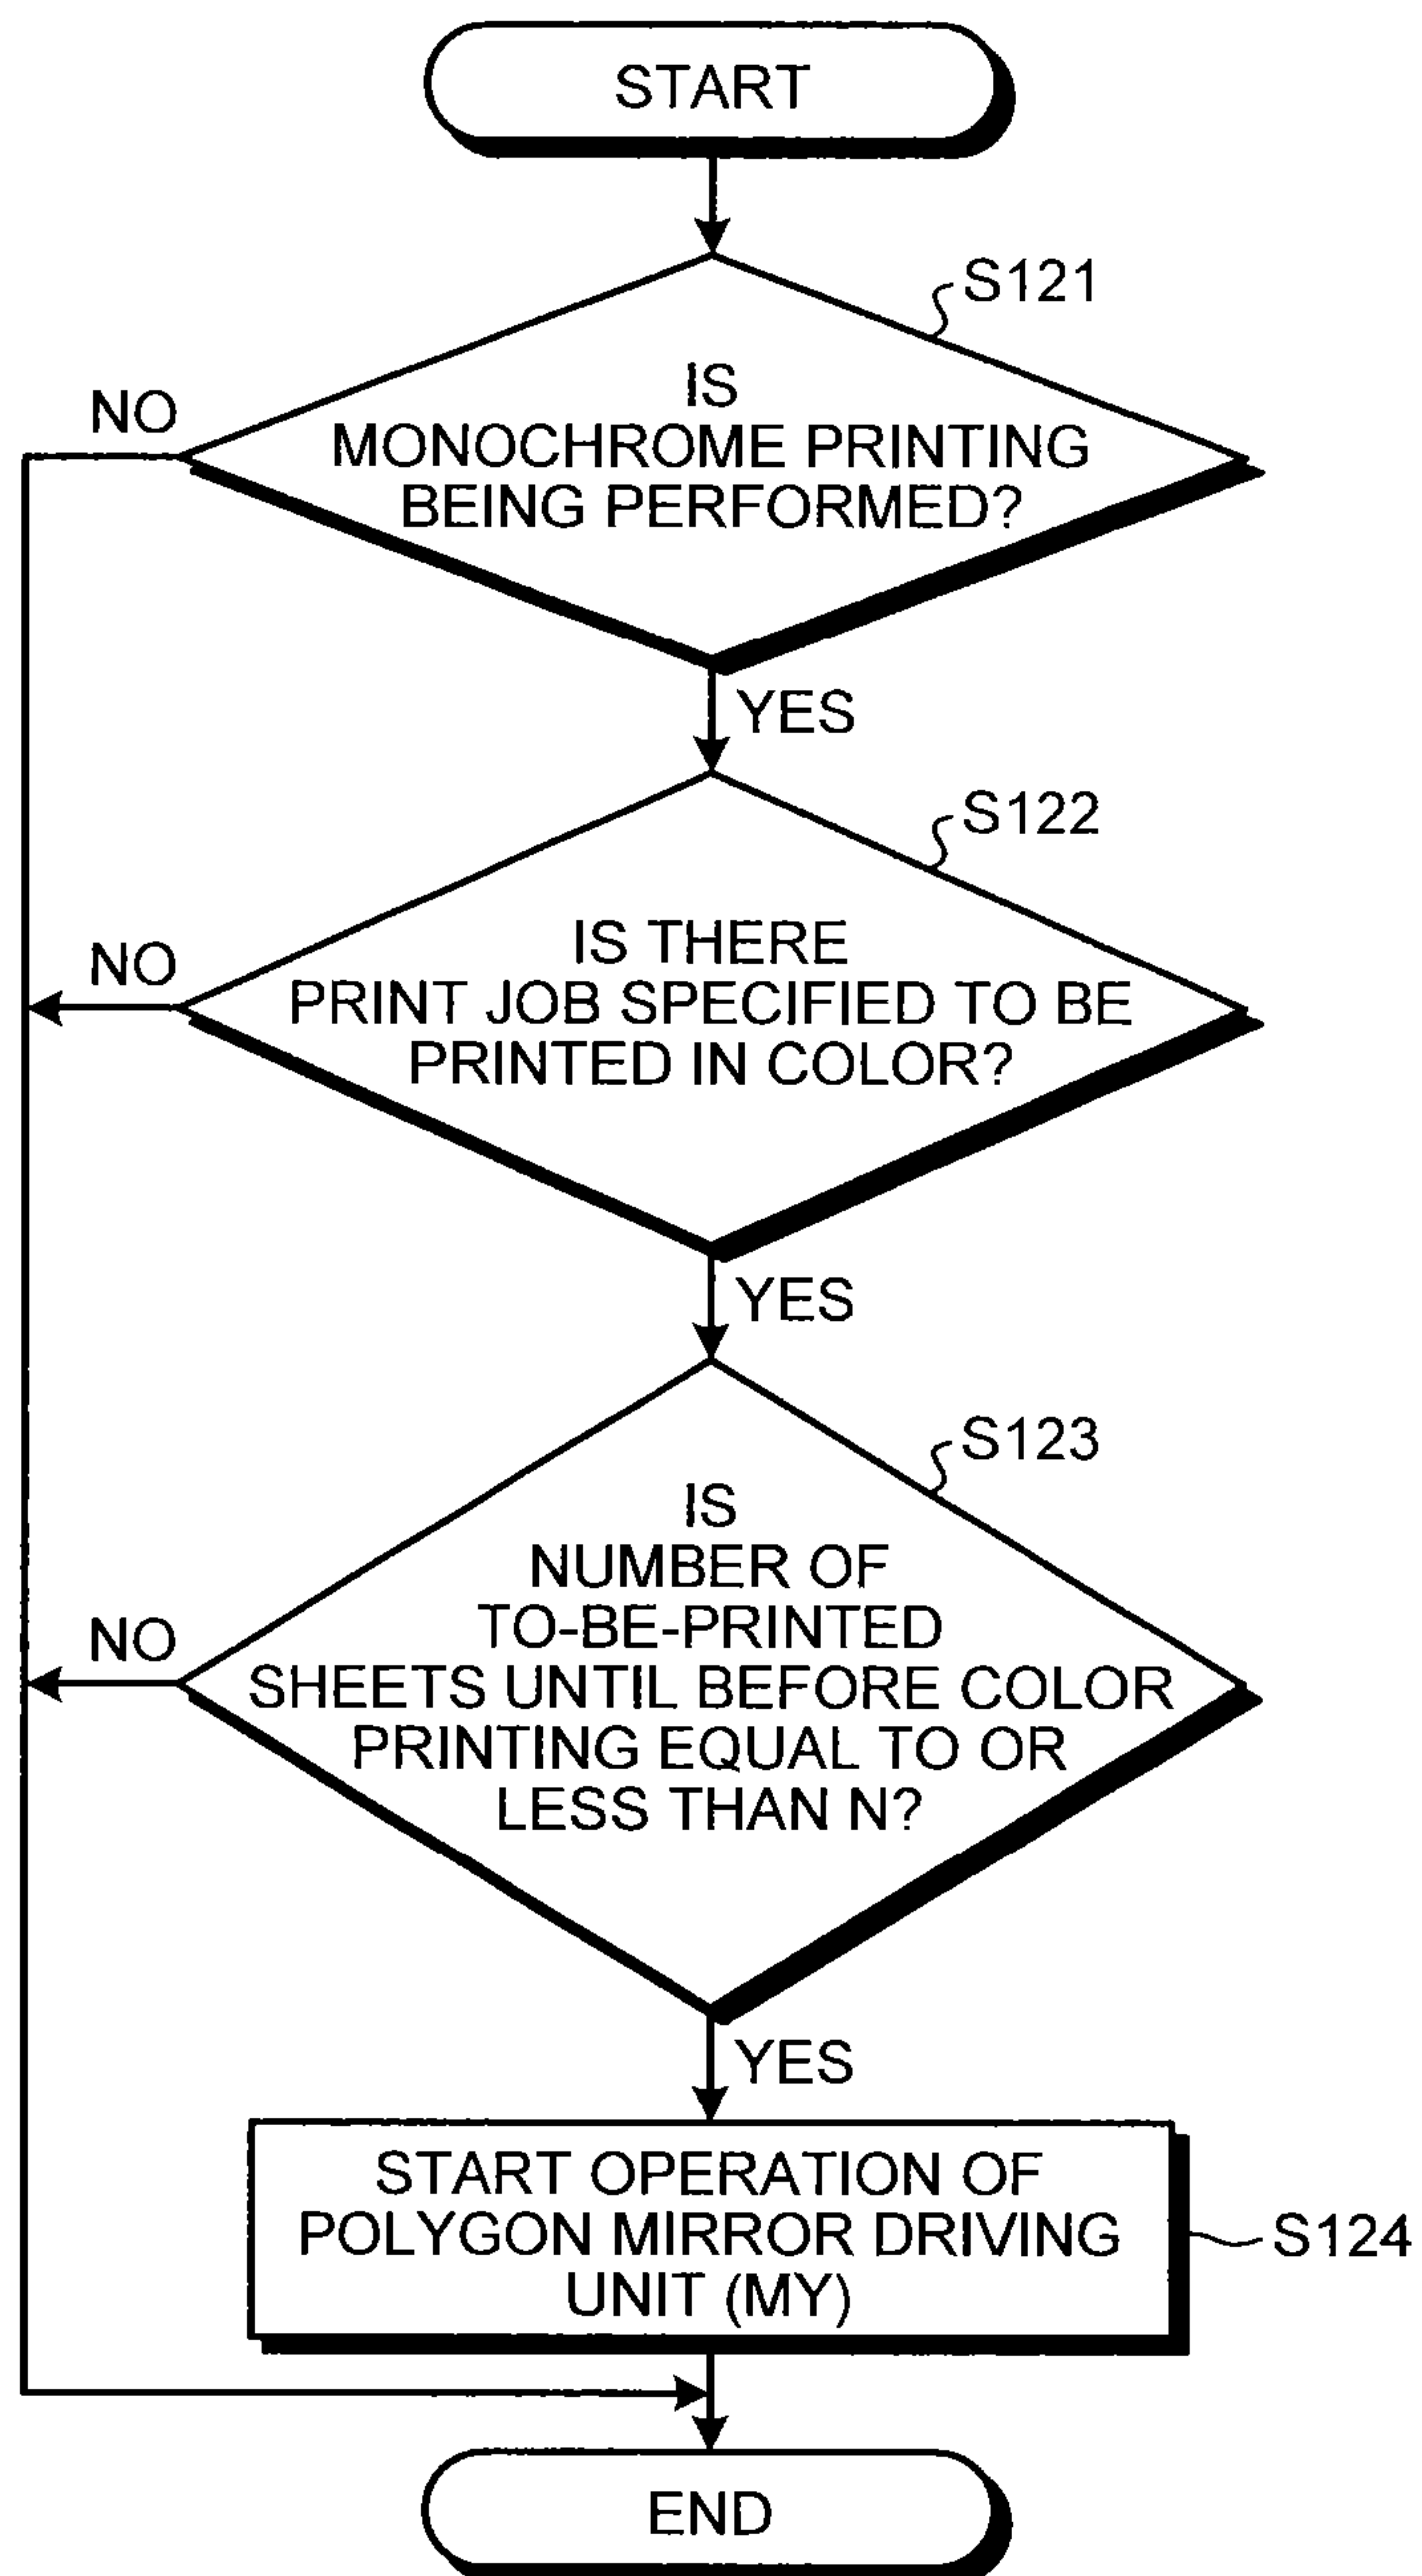 START
S121
IS
MONOCHROME PRINTING
BEING PERFORMED?
NO
YES
S122
IS THERE
PRINT JOB SPECIFIED TO BE
PRINTED IN COLOR?
NO
YES
S123
IS
NUMBER OF
TO-BE-PRINTED
SHEETS UNTIL BEFORE COLOR
PRINTING EQUAL TO OR
LESS THAN N?
NO
YES
START OPERATION OF
POLYGON MIRROR DRIVING
UNIT (MY)
S124
END